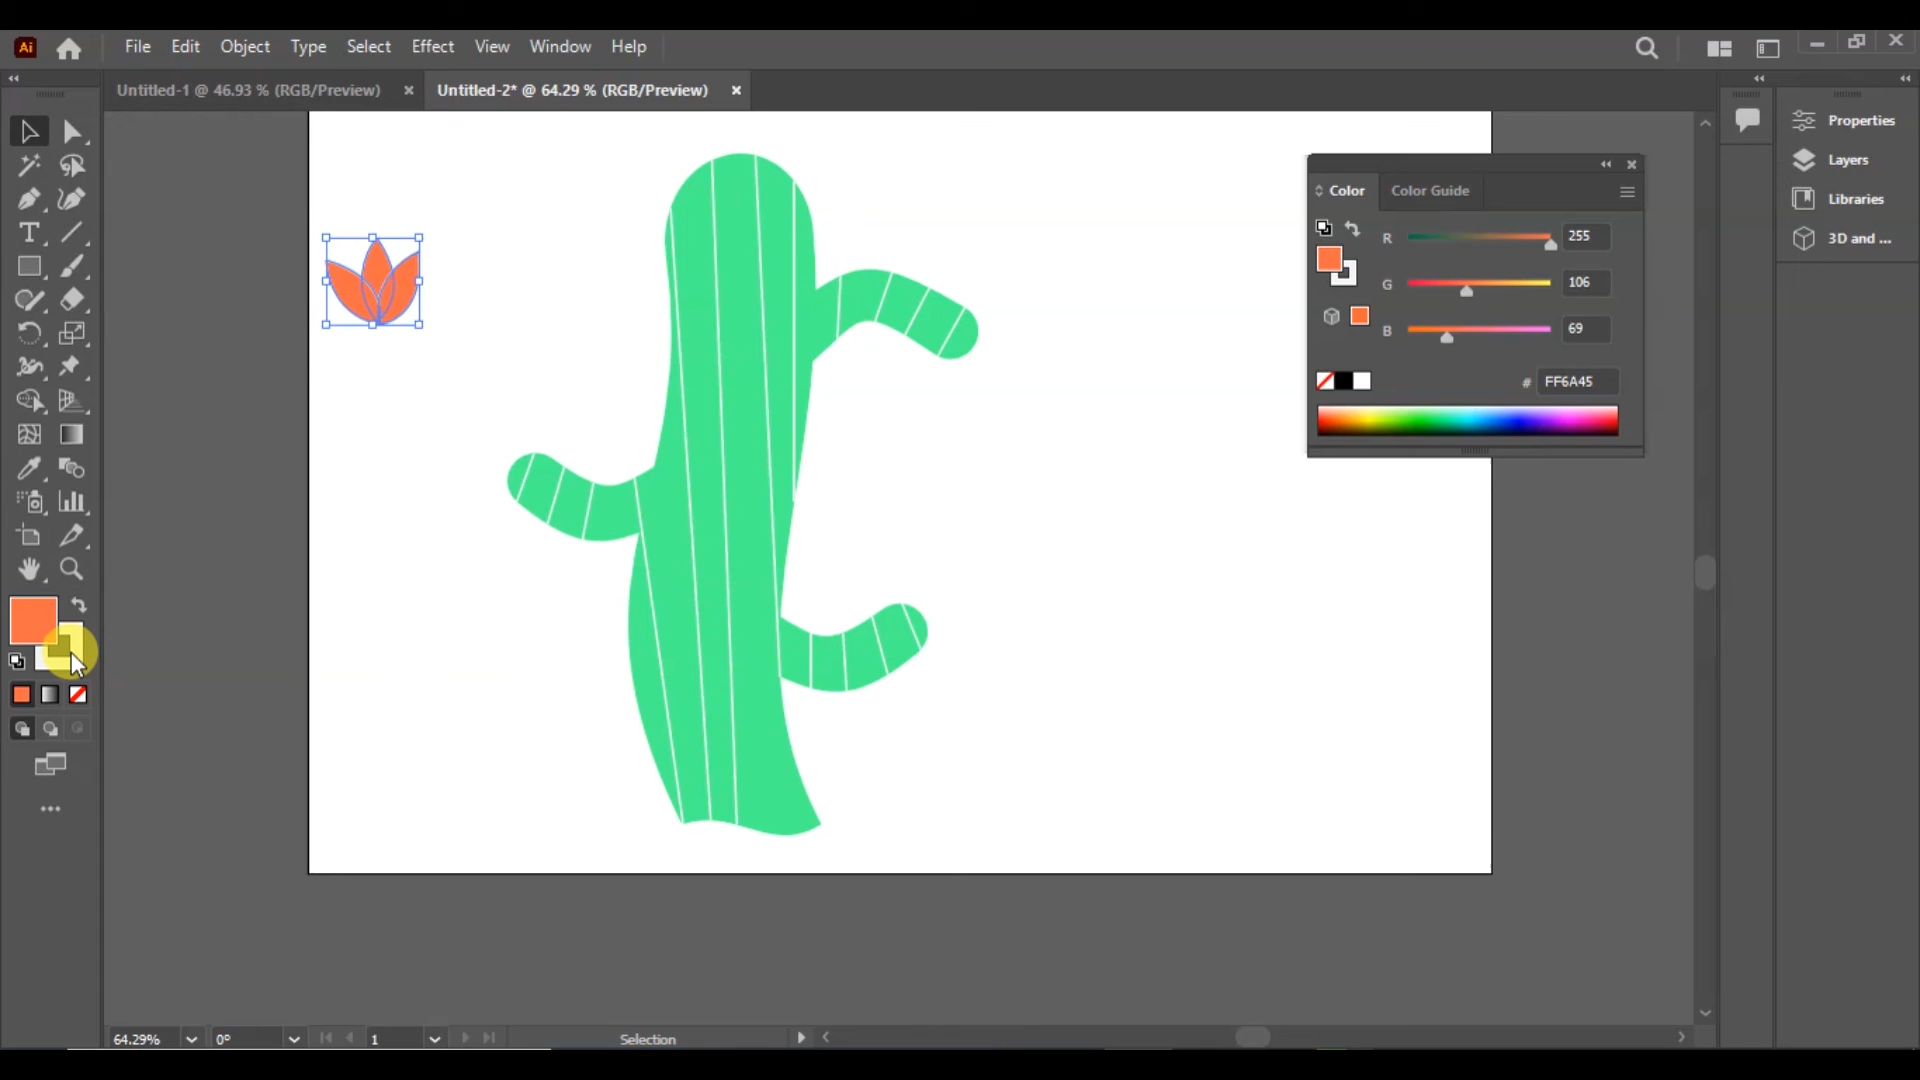 Ai
File Edit Object Type Select Effect View Window Help
Untitled-1 @ 46.93 % (RGB/Preview) × Untitled-2* @ 64.29 % (RGB/Preview) ×
Properties
Layers
Libraries
3D and ...
Color Color Guide
R 255
G 106
B 69
# FF6A45
64.29% 0° 1 Selection